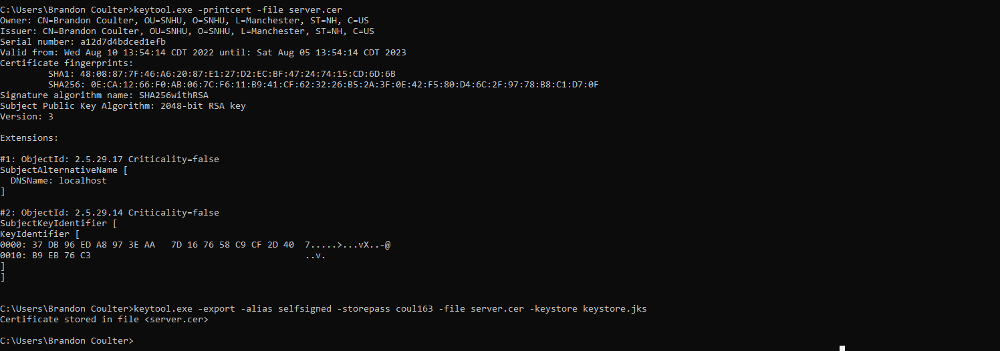 C:\Users\Brandon Coulter>keytool.exe -printcert -file server.cer
Owner: CN=Brandon Coulter, OU=SNHU, O=SNHU, L=Manchester, ST=NH, C=US
Issuer: CN=Brandon Coulter, OU=SNHU, O=SNHU, L=Manchester, ST=NH, C=US
Serial number: a12d7d4bdced1efb
Valid from: Wed Aug 10 13:54:14 CDT 2022 until: Sat Aug 05 13:54:14 CDT 2023
Certificate fingerprints:
         SHA1: 48:08:87:7F:46:A6:20:87:E1:27:D2:EC:BF:47:24:74:15:CD:6D:6B
         SHA256: 0E:CA:12:66:F0:AB:06:7C:F6:11:B9:41:CF:62:32:26:B5:2A:3F:0E:42:F5:80:D4:6C:2F:97:78:B8:C1:D7:0F
Signature algorithm name: SHA256withRSA
Subject Public Key Algorithm: 2048-bit RSA key
Version: 3
Extensions:
#1: ObjectId: 2.5.29.17 Criticality=false
SubjectAlternativeName [
  DNSName: localhost
]
#2: ObjectId: 2.5.29.14 Criticality=false
SubjectKeyIdentifier [
KeyIdentifier [
0000: 37 DB 96 ED A8 97 3E AA   7D 16 76 58 C9 CF 2D 40  7.....>...vX..-@
0010: B9 EB 76 C3                                        ..v.
]
]
C:\Users\Brandon Coulter>keytool.exe -export -alias selfsigned -storepass coul163 -file server.cer -keystore keystore.jks
Certificate stored in file <server.cer>
C:\Users\Brandon Coulter>